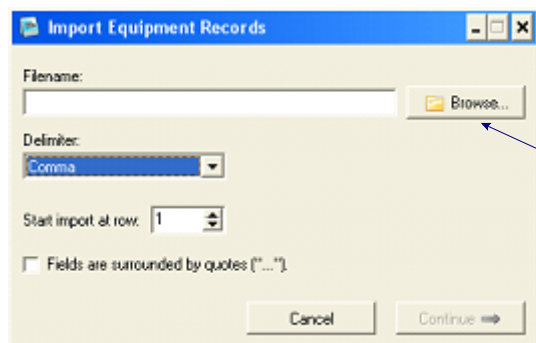 Import Equipment Records
Filename:
Browse...
Delimiter:
Comma
Start import at row: 1
Fields are surrounded by quotes ("...").
Cancel
Continue